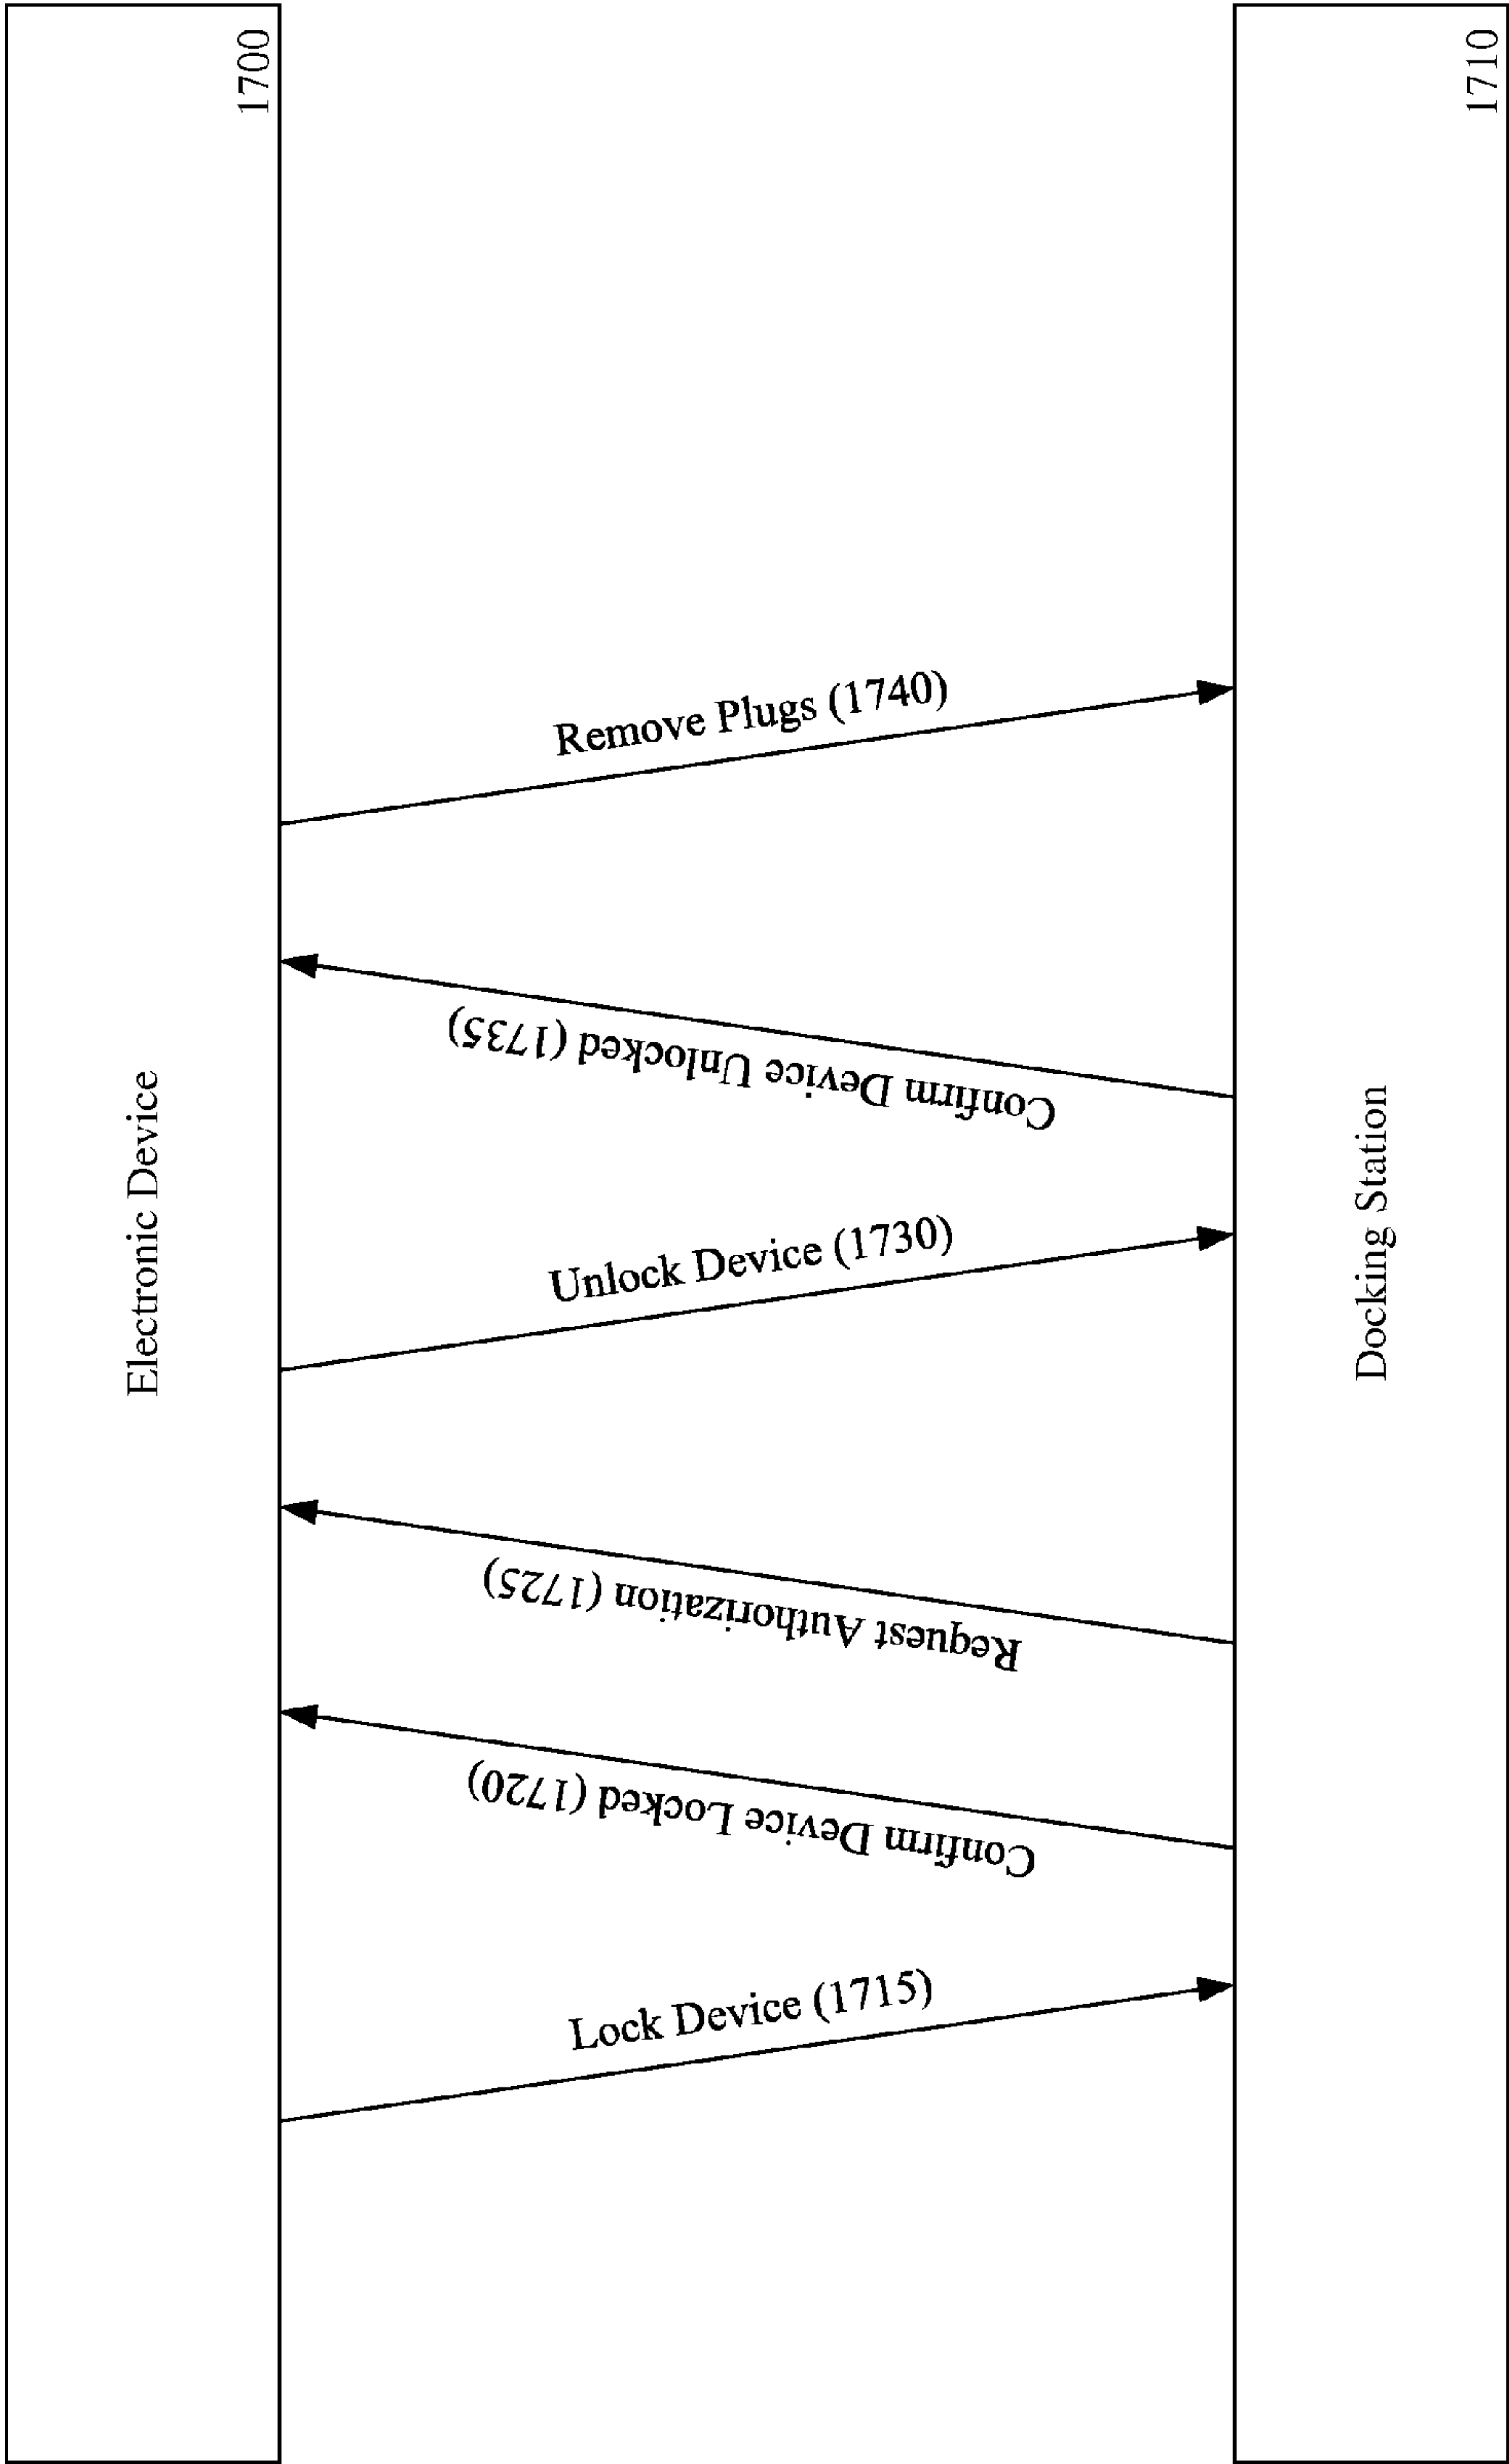 Electronic Device
1700
Lock Device (1715)
Confirm Device Locked (1720)
Request Authorization (1725)
Unlock Device (1730)
Confirm Device Unlocked (1735)
Remove Plugs (1740)
Docking Station
1710